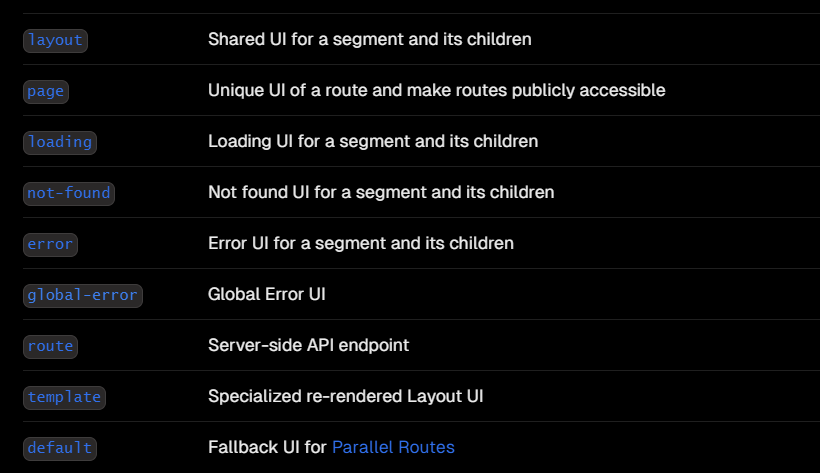 layout Shared UI for a segment and its children
page Unique UI of a route and make routes publicly accessible
loading Loading UI for a segment and its children
not-found Not found UI for a segment and its children
error Error UI for a segment and its children
global-error Global Error UI
route Server-side API endpoint
template Specialized re-rendered Layout UI
default Fallback UI for Parallel Routes